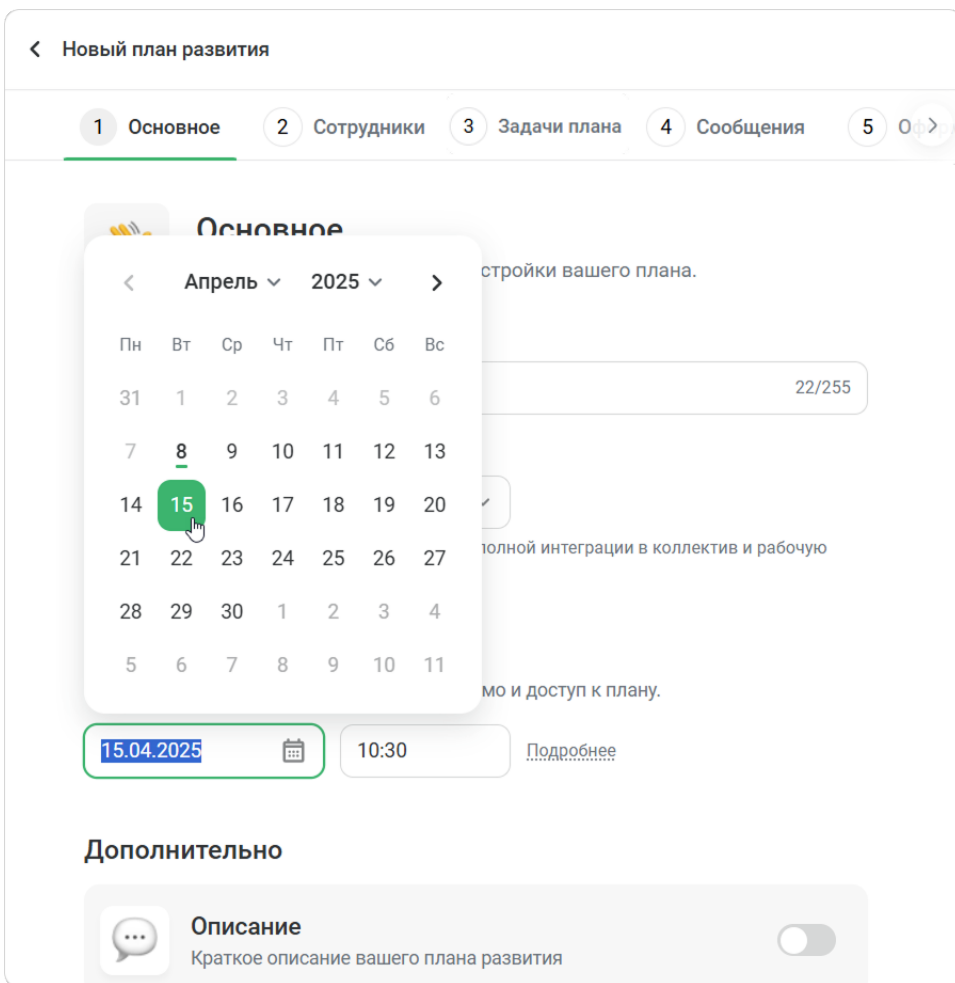 Новый план развития
1 Основное 2 Сотрудники 3 Задачи плана 4 Сообщения 5
Основное
стройки вашего плана.
Апрель 2025
Пн Вт Ср Чт Пт Сб Вс
31 1 2 3 4 5 6
22/255
7 8 9 10 11 12 13
14 15 16 17 18 19 20
полной интеграции в коллектив и рабочую
21 22 23 24 25 26 27
28 29 30 1 2 3 4
5 6 7 8 9 10 11
мо и доступ к плану.
15.04.2025 10:30 Подробнее
Дополнительно
Описание
Краткое описание вашего плана развития